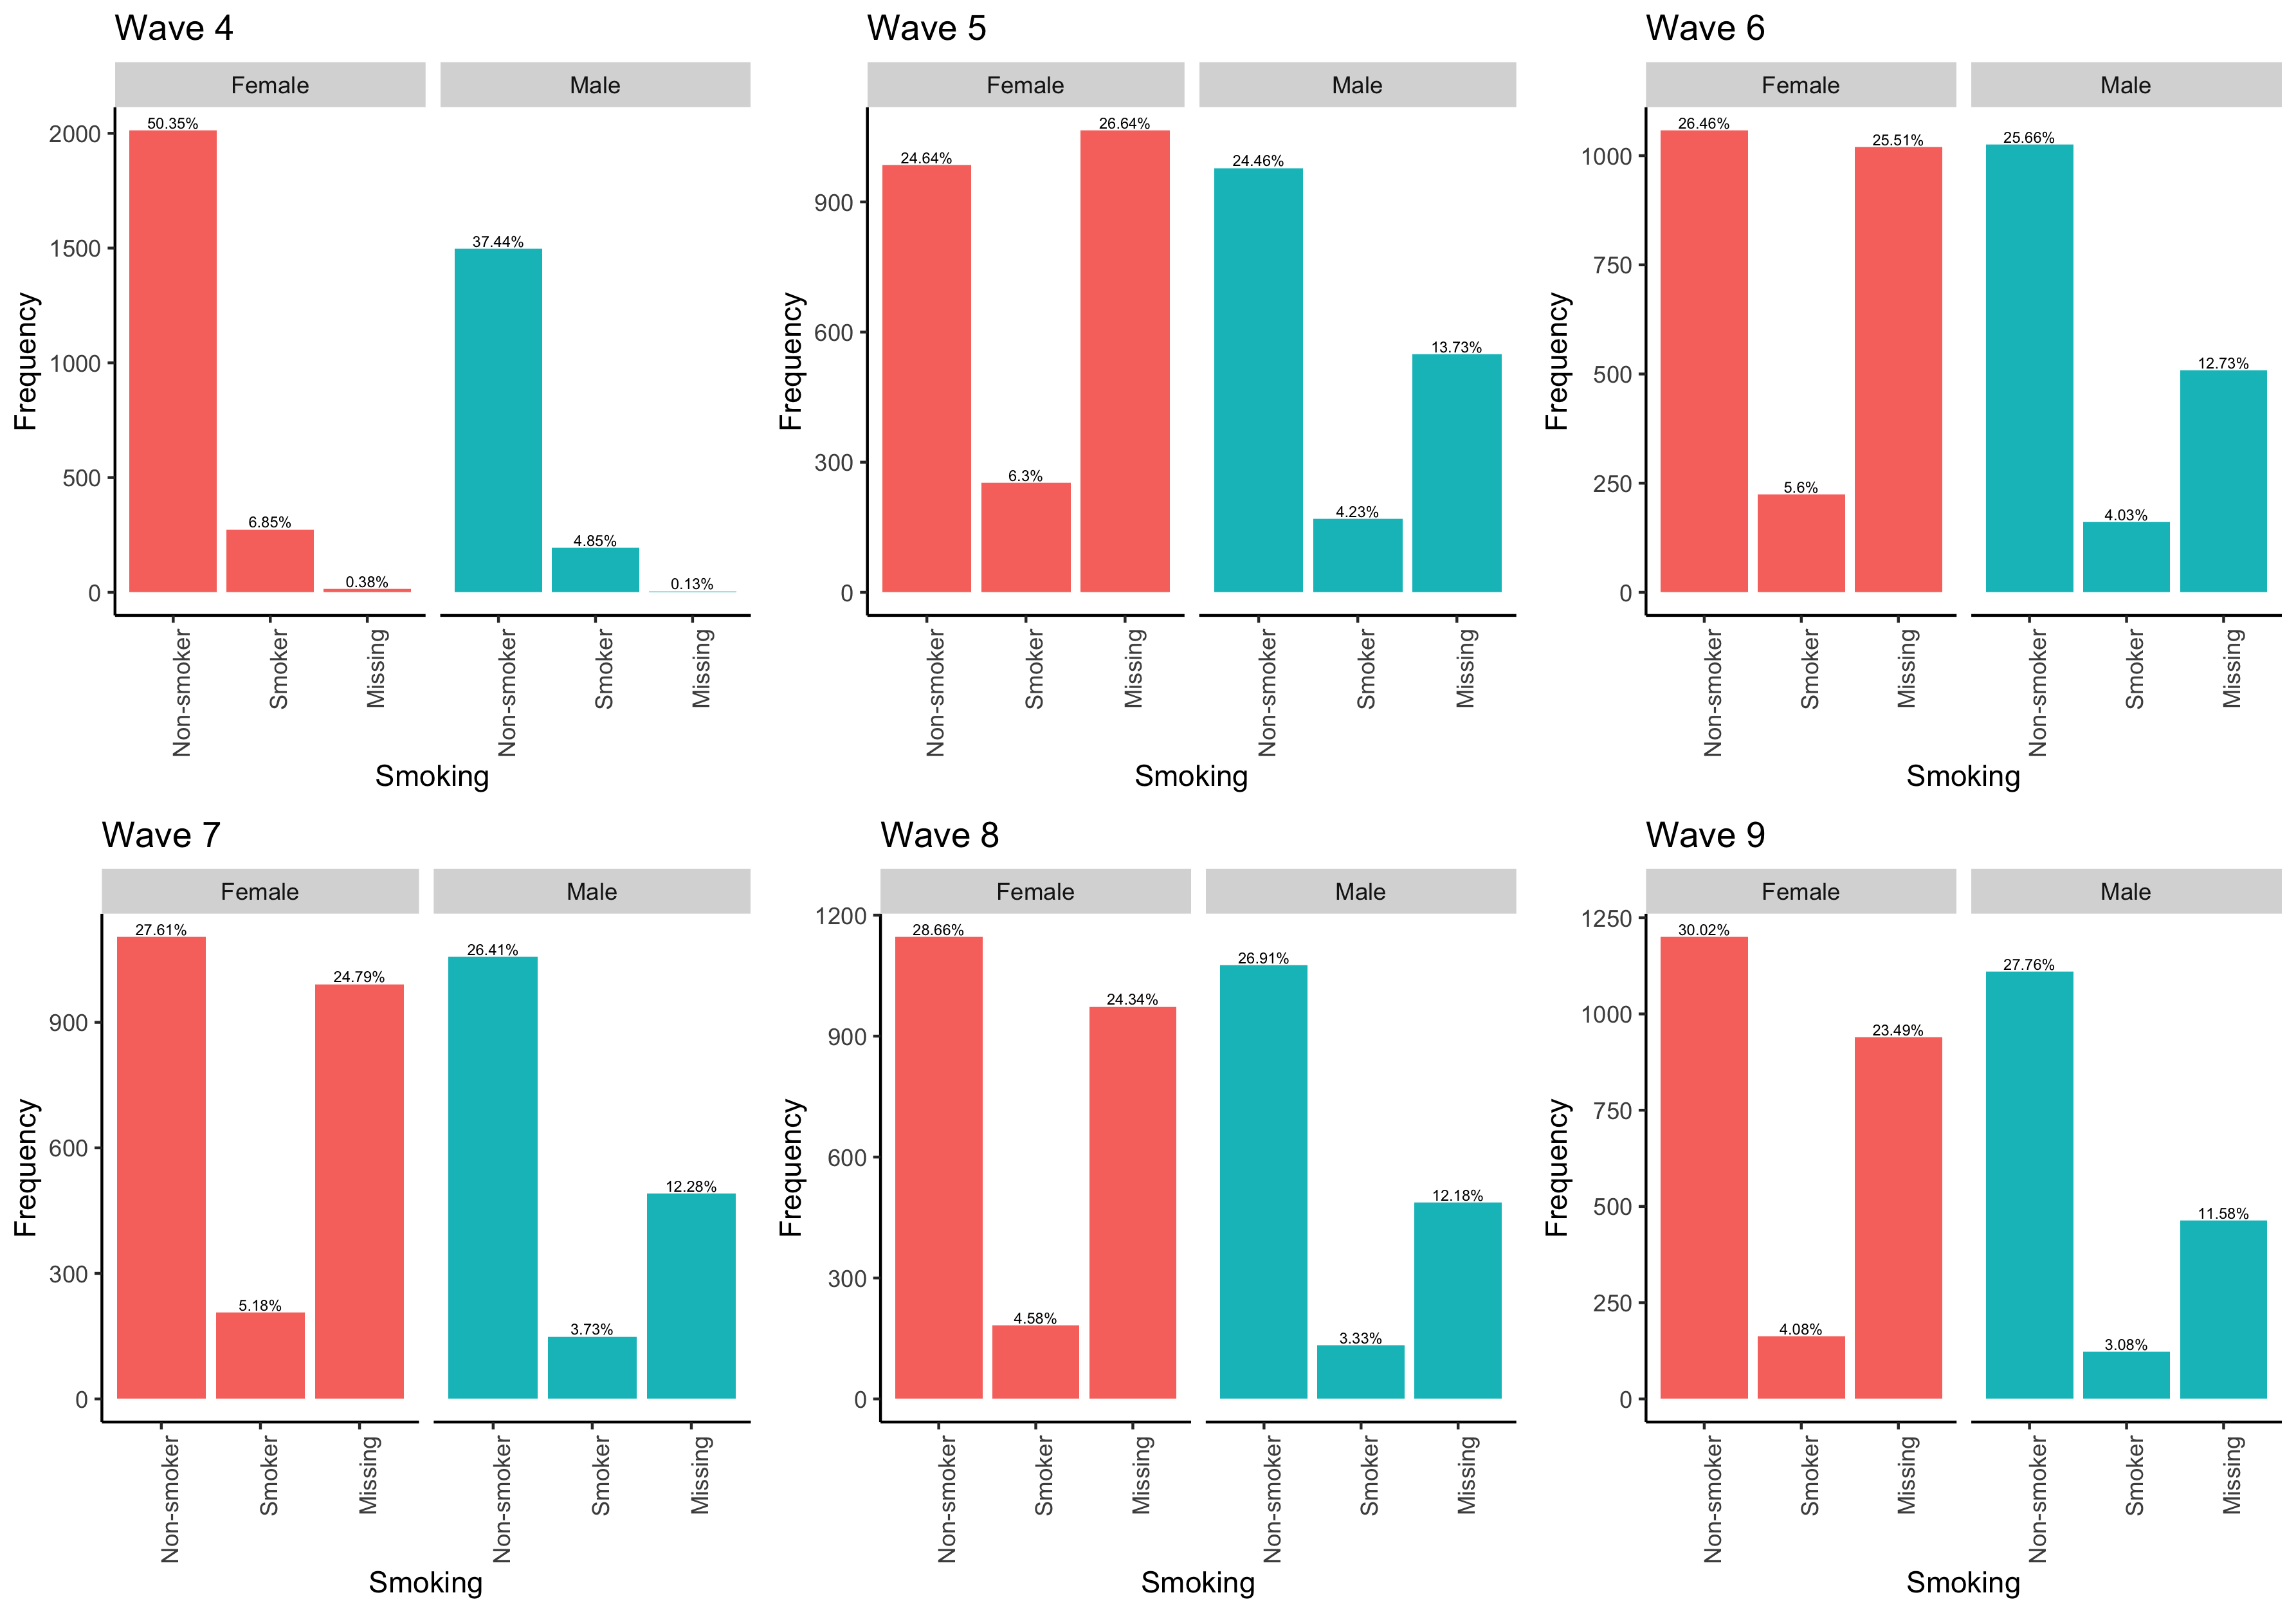 Wave 4
Female Male
50.35%
37.44%
6.85%
4.85%
0.38%
0.13%
2000
1500
1000
500
0
Frequency
Non-smoker Smoker Missing Non-smoker Smoker Missing
Smoking
Wave 5
Female Male
24.64%
6.3%
26.64%
24.46%
4.23%
13.73%
900
600
300
0
Frequency
Non-smoker Smoker Missing Non-smoker Smoker Missing
Smoking
Wave 6
Female Male
26.46%
5.6%
25.51%
25.66%
4.03%
12.73%
1000
750
500
250
0
Frequency
Non-smoker Smoker Missing Non-smoker Smoker Missing
Smoking
Wave 7
Female Male
27.61%
5.18%
24.79%
26.41%
3.73%
12.28%
900
600
300
0
Frequency
Non-smoker Smoker Missing Non-smoker Smoker Missing
Smoking
Wave 8
Female Male
28.66%
4.58%
24.34%
26.91%
3.33%
12.18%
1200
900
600
300
0
Frequency
Non-smoker Smoker Missing Non-smoker Smoker Missing
Smoking
Wave 9
Female Male
30.02%
4.08%
23.49%
27.76%
3.08%
11.58%
1250
1000
750
500
250
0
Frequency
Non-smoker Smoker Missing Non-smoker Smoker Missing
Smoking